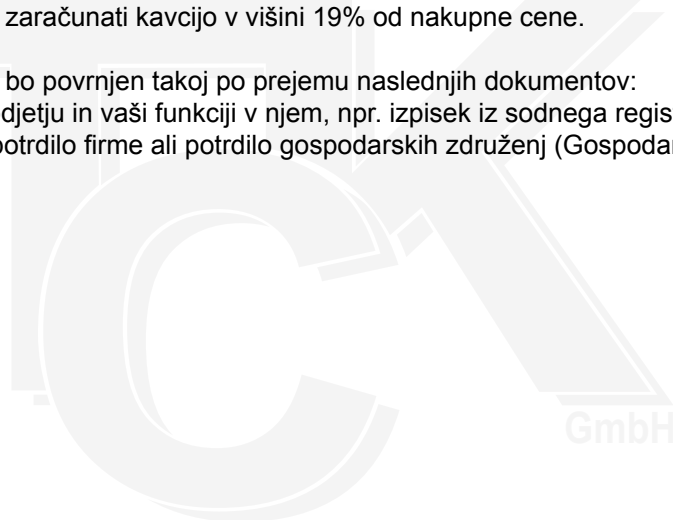 zaračunati kavcijo v višini 19% od nakupne cene.
bo povrnjen takoj po prejemu naslednjih dokumentov:
djetju in vaši funkciji v njem, npr. izpisek iz sodnega regis
potrdilo firme ali potrdilo gospodarskih združenj (Gospodar
GmbH